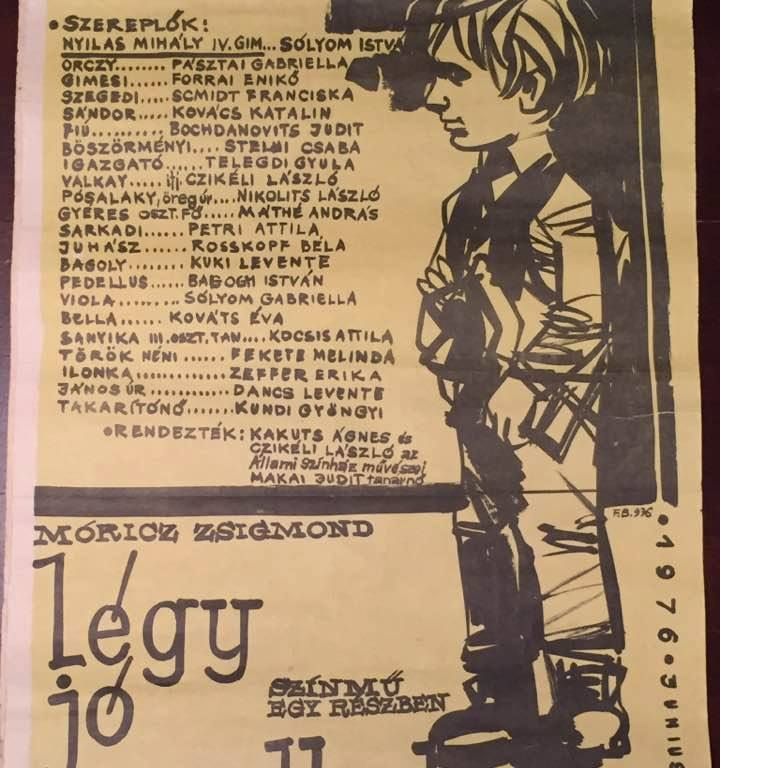 •SZEREPLŐK:
NYILAS MIHÁLY IV. GIM... SÓLYOM ISTVÁ
ORCZY........ PÁSZTAI GABRIELLA
GIMESI...... FORRAI ENIKŐ
SZEGEDI..... SCMIDT FRANCISKA
SÁNDOR..... KOVÁCS KATALIN
FIÚ.......... BOCHDANOVITS JUDIT
BÖSZÖRMÉNYI.... CSABA
IGAZGATÓ...... TELEGDI GYULA
VALKAY..... ifj. CZIKÉLI LÁSZLÓ
PÓSALAKY, öregúr....NIKOLITS LÁSZLÓ
GYÉRES OSZT. FŐ..... MÁTHÉ ANDRÁS
SARKADI...... PETRI ATTILA
JUHÁSZ...... ROSSKOPF BÉLA
BAGOLY........ KUKI LEVENTE
PEDELLUS..... BALOGH ISTVÁN
VIOLA......... SÓLYOM GABRIELLA
BELLA...... KOVÁTS ÉVA
SANYIKA III. OSZT. TAN.... KOCSIS ATTILA
TÖRÖK NÉNI ...... FEKETE MELINDA
ILONKA............. ZEFFER ERIKA
JÁNOS ÚR ........... DANCS LEVENTE
TAKARÍTÓNŐ....... KUNDI GYÖNGYI
•RENDEZTÉK: KAKUTS ÁGNES és
CZIKÉLI LÁSZLÓ az
Állami Színház művészei
MAKAI JUDIT tanárnő
F.B. 976
MÓRICZ ZSIGMOND
légy
jó
SZÍNMŰ
EGY RÉSZBEN
•1976•JUNIUS